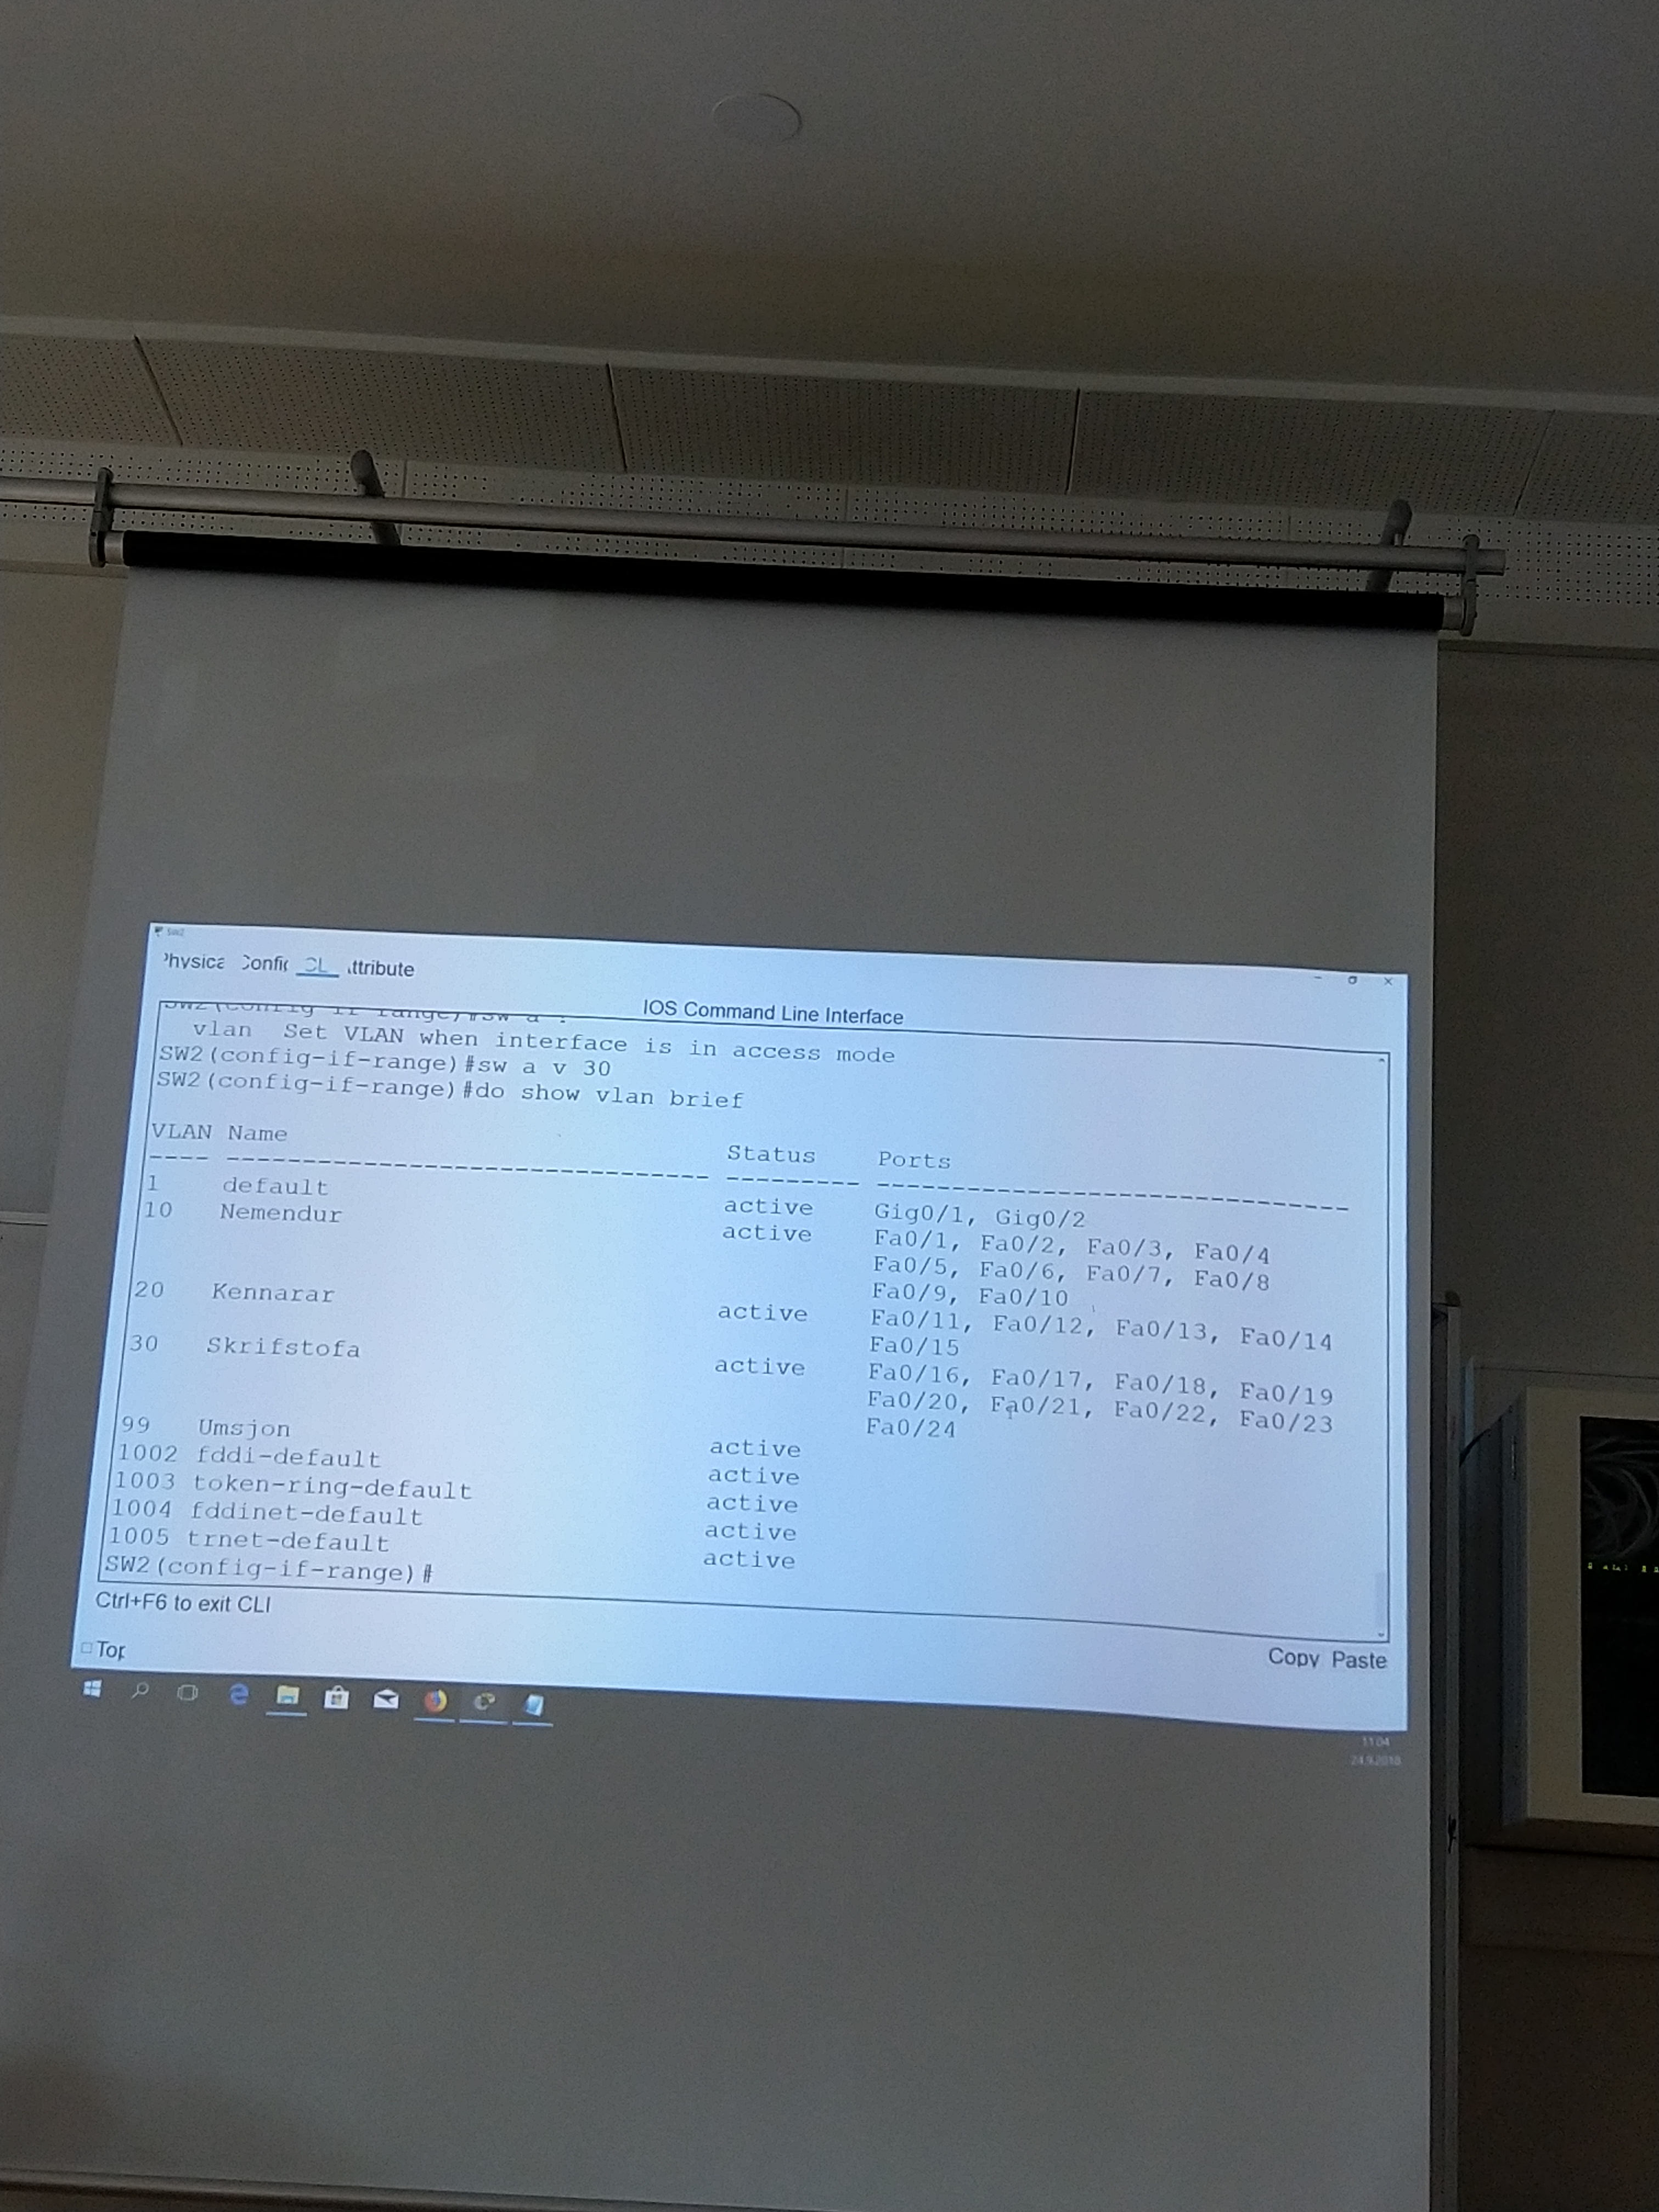 SW2
Physica Config CLI Attribute
IOS Command Line Interface
SW2(config-if-range)#sw a ?
vlan Set VLAN when interface is in access mode
SW2(config-if-range)#sw a v 30
SW2(config-if-range)#do show vlan brief
VLAN Name Status Ports
---- -------------------------------- --------- -------------------------------
1 default active Gig0/1, Gig0/2
10 Nemendur active Fa0/1, Fa0/2, Fa0/3, Fa0/4
Fa0/5, Fa0/6, Fa0/7, Fa0/8
Fa0/9, Fa0/10
20 Kennarar active Fa0/11, Fa0/12, Fa0/13, Fa0/14
Fa0/15
30 Skrifstofa active Fa0/16, Fa0/17, Fa0/18, Fa0/19
Fa0/20, Fa0/21, Fa0/22, Fa0/23
Fa0/24
99 Umsjon active
1002 fddi-default active
1003 token-ring-default active
1004 fddinet-default active
1005 trnet-default active
SW2(config-if-range)#
Ctrl+F6 to exit CLI
Copy Paste
Top
11:04
24.9.2018